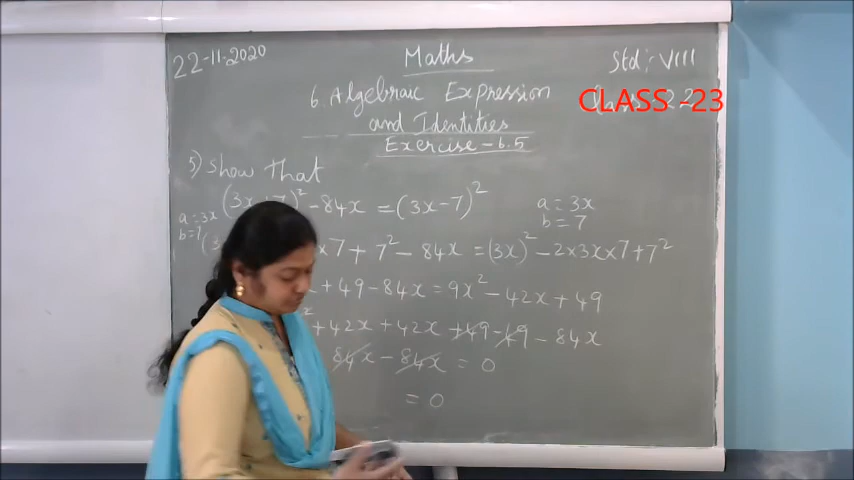 22-11-2020
Maths
Std:- VIII
6. Algebraic Expression
CLASS -23
and Identities
Exercise - 6.5
5) Show That
(3x+7)² - 84x = (3x-7)²
a = 3x
a = 3x
b = 7
b = 7
(3 x7 + 7² - 84x = (3x)² - 2x3xx7+7²
+ 49 - 84x = 9x² - 42x + 49
² + 42x + 42x + 49 - 49 - 84x
84x - 84x = 0
= 0